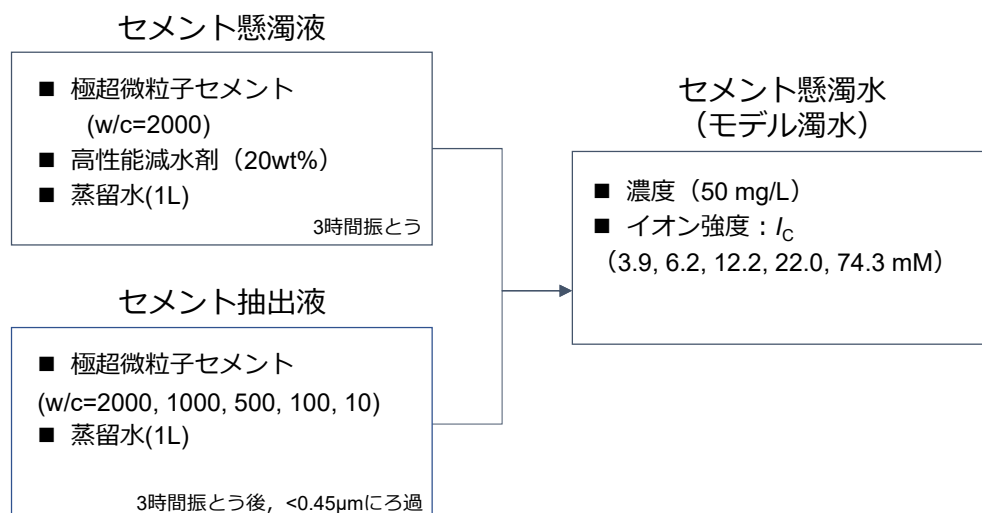 セメント懸濁液
■ 極超微粒子セメント
(w/c=2000)
■ 高性能減水剤（20wt%）
■ 蒸留水(1L)
3時間振とう
セメント抽出液
■ 極超微粒子セメント
(w/c=2000, 1000, 500, 100, 10)
■ 蒸留水(1L)
3時間振とう後，<0.45μmにろ過
セメント懸濁水
（モデル濁水）
■ 濃度（50 mg/L）
■ イオン強度：IC
（3.9, 6.2, 12.2, 22.0, 74.3 mM）